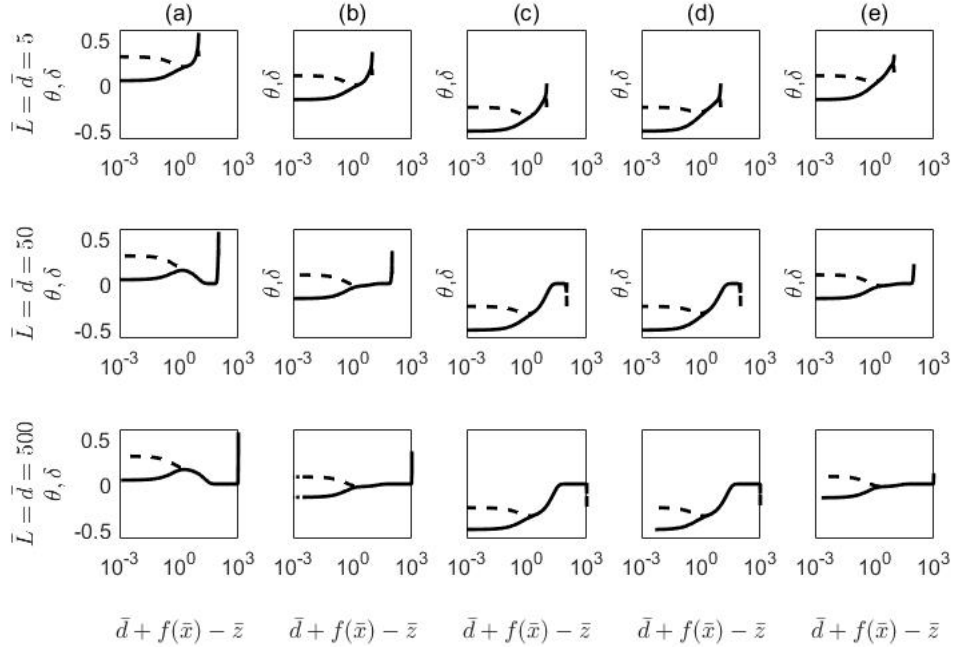 (a) (b) (c) (d) (e)
L̄ = d̄ = 5
θ, δ̄
0.5
0
-0.5
θ, δ̄
θ, δ̄
θ, δ̄
θ, δ̄
10⁻³ 10⁰ 10³ 10⁻³ 10⁰ 10³ 10⁻³ 10⁰ 10³ 10⁻³ 10⁰ 10³ 10⁻³ 10⁰ 10³
L̄ = d̄ = 50
θ, δ̄
0.5
0
-0.5
θ, δ̄
θ, δ̄
θ, δ̄
θ, δ̄
10⁻³ 10⁰ 10³ 10⁻³ 10⁰ 10³ 10⁻³ 10⁰ 10³ 10⁻³ 10⁰ 10³ 10⁻³ 10⁰ 10³
L̄ = d̄ = 500
θ, δ̄
0.5
0
-0.5
10⁻³ 10⁰ 10³ 10⁻³ 10⁰ 10³ 10⁻³ 10⁰ 10³ 10⁻³ 10⁰ 10³ 10⁻³ 10⁰ 10³
d̄ + f(x̄) − z̄ d̄ + f(x̄) − z̄ d̄ + f(x̄) − z̄ d̄ + f(x̄) − z̄ d̄ + f(x̄) − z̄